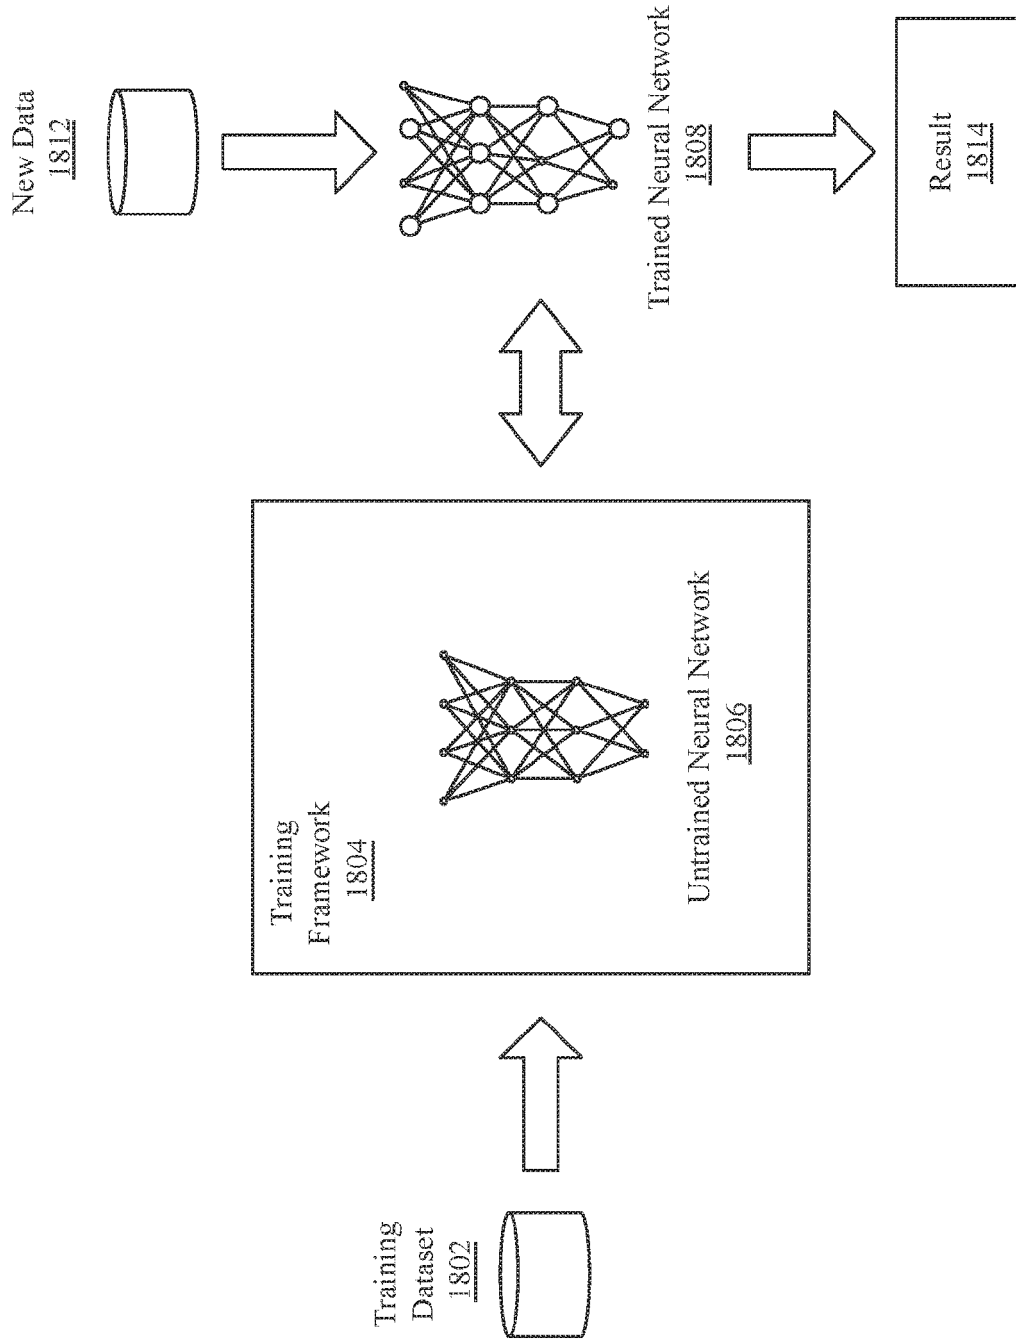 Training
Dataset
1802
Training
Framework
1804
Untrained Neural Network
1806
New Data
1812
Trained Neural Network
1808
Result
1814